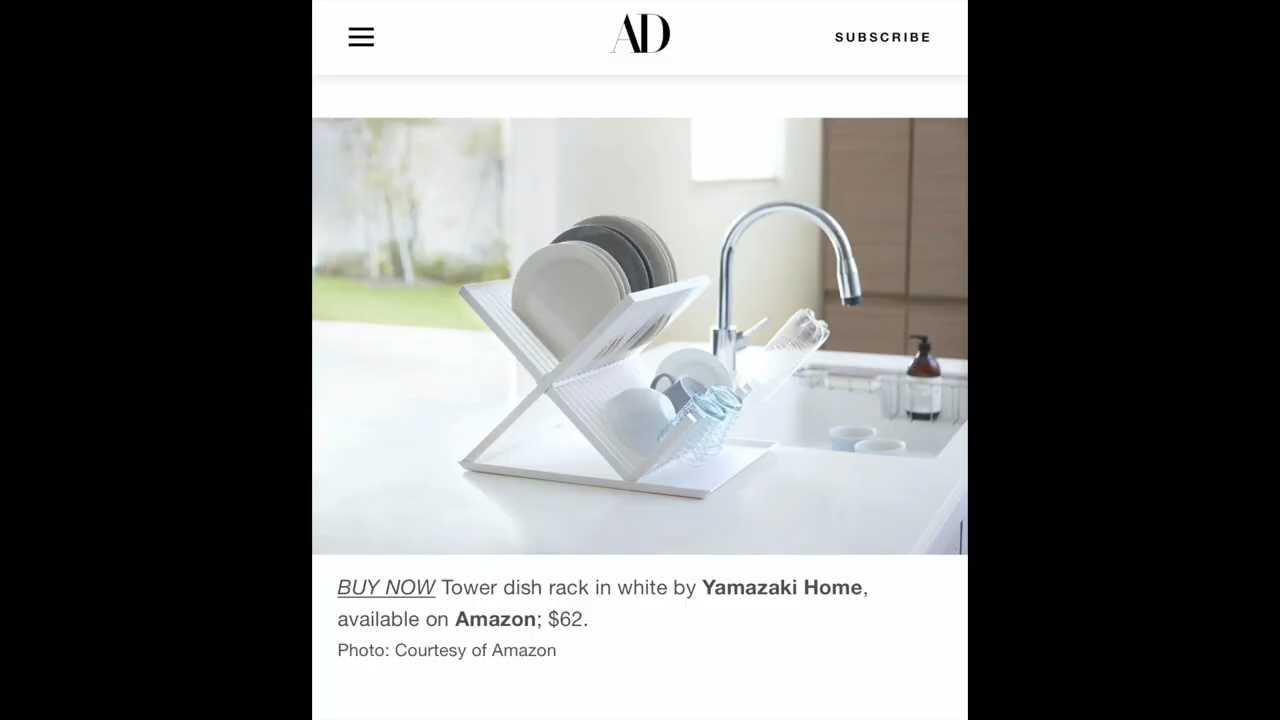 AD
SUBSCRIBE
BUY NOW Tower dish rack in white by Yamazaki Home,
available on Amazon; $62.
Photo: Courtesy of Amazon